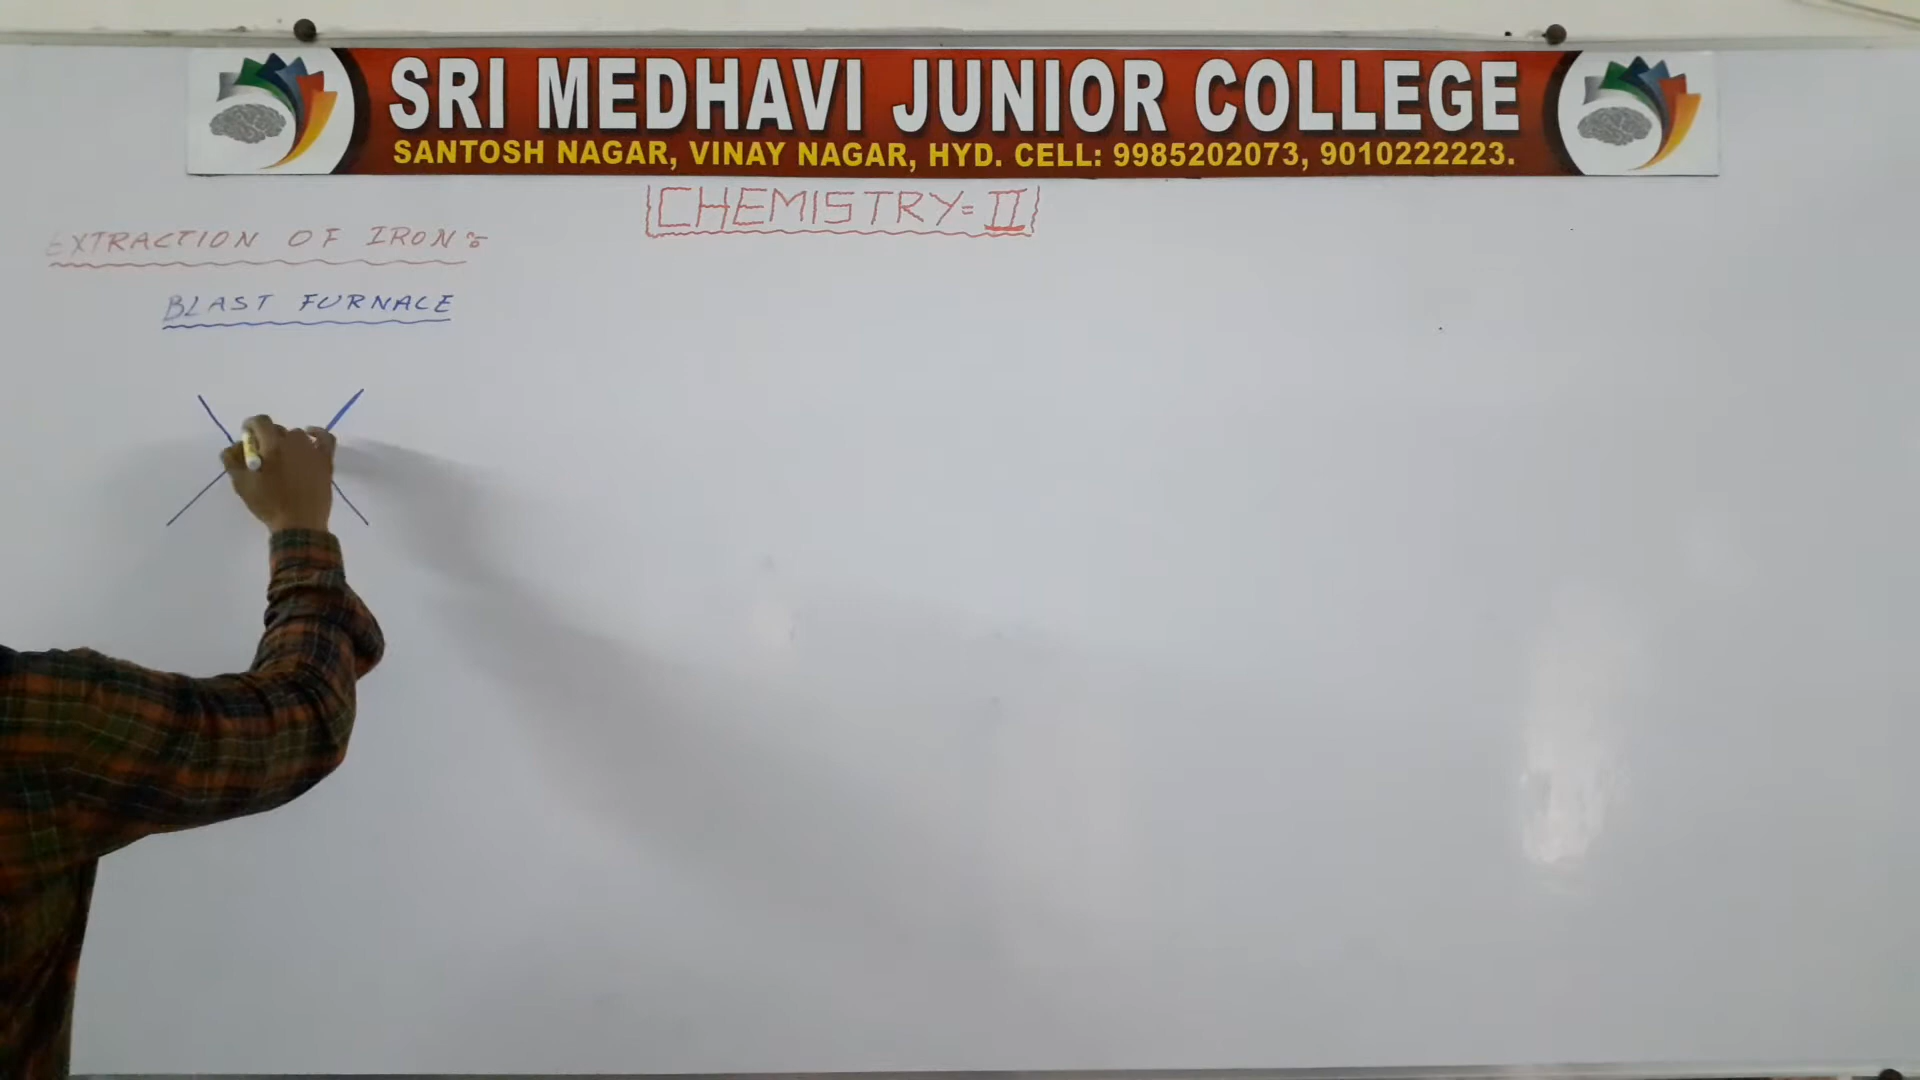 SRI MEDHAVI JUNIOR COLLEGE
SANTOSH NAGAR, VINAY NAGAR, HYD. CELL: 9985202073, 9010222223.
CHEMISTRY=II
EXTRACTION OF IRON:
BLAST FURNACE